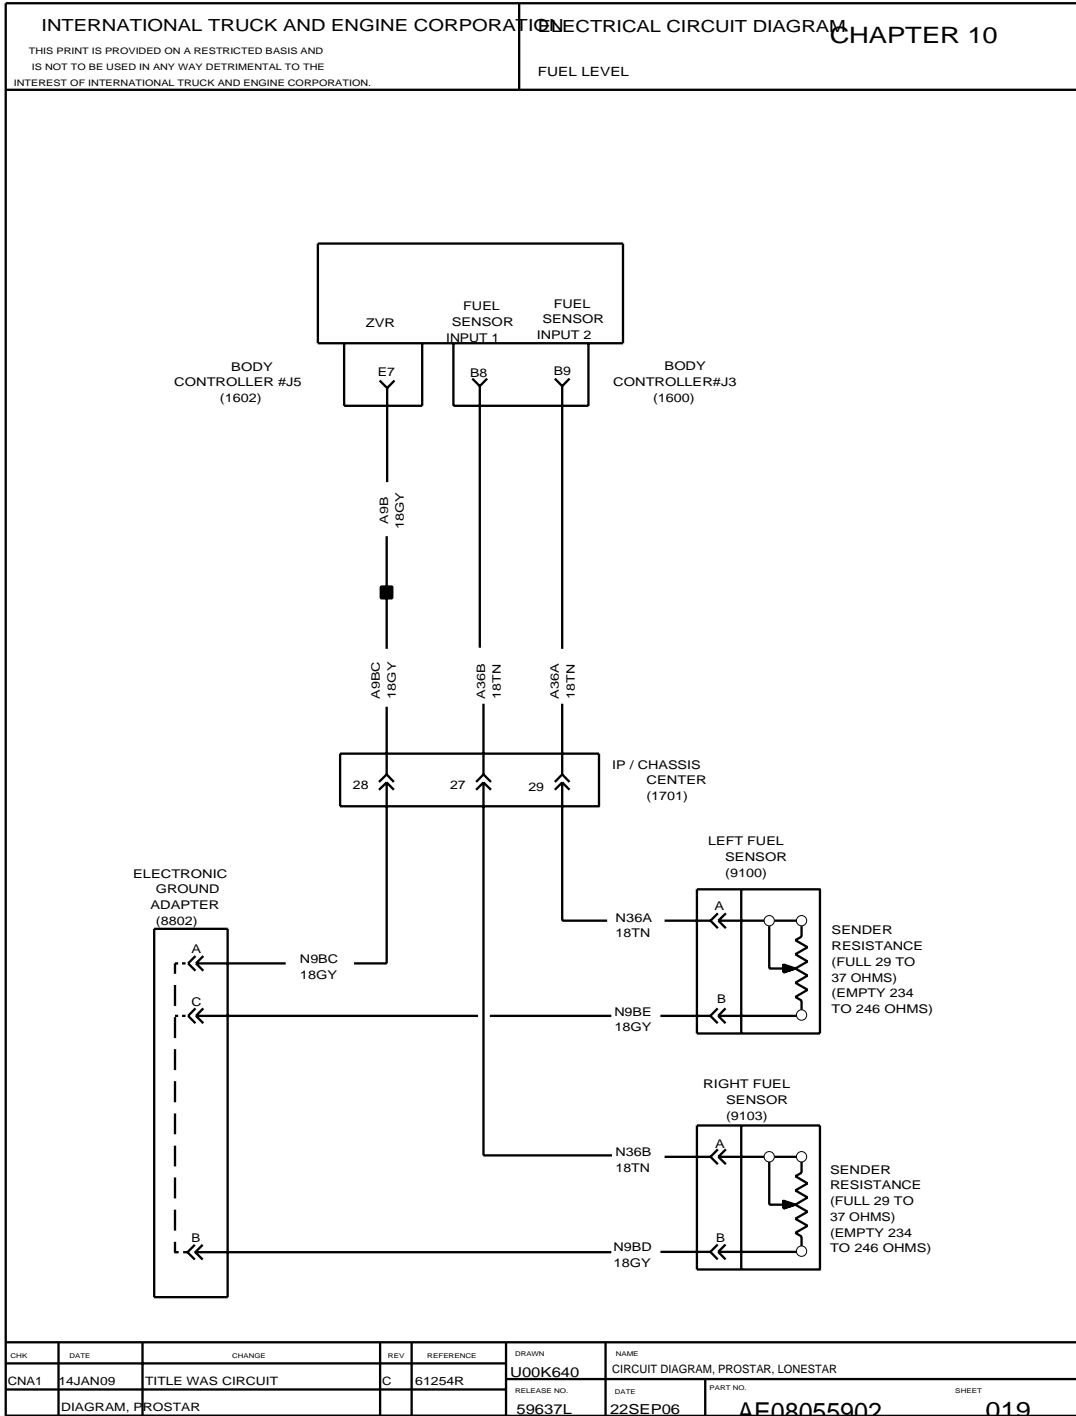 INTERNATIONAL TRUCK AND ENGINE CORPORATION
THIS PRINT IS PROVIDED ON A RESTRICTED BASIS AND
IS NOT TO BE USED IN ANY WAY DETRIMENTAL TO THE
INTEREST OF INTERNATIONAL TRUCK AND ENGINE CORPORATION.
ELECTRICAL CIRCUIT DIAGRAM
CHAPTER 10
FUEL LEVEL
ZVR
FUEL
SENSOR
INPUT 1
FUEL
SENSOR
INPUT 2
BODY
CONTROLLER #J5
(1602)
E7
B8
B9
BODY
CONTROLLER#J3
(1600)
A9B
18GY
A9BC
18GY
A36B
18TN
A36A
18TN
28
27
29
IP / CHASSIS
CENTER
(1701)
LEFT FUEL
SENSOR
(9100)
ELECTRONIC
GROUND
ADAPTER
(8802)
A
N9BC
18GY
C
N36A
18TN
A
N9BE
18GY
B
SENDER
RESISTANCE
(FULL 29 TO
37 OHMS)
(EMPTY 234
TO 246 OHMS)
RIGHT FUEL
SENSOR
(9103)
N36B
18TN
A
B
N9BD
18GY
B
SENDER
RESISTANCE
(FULL 29 TO
37 OHMS)
(EMPTY 234
TO 246 OHMS)
CHK DATE CHANGE REV REFERENCE
CNA1 14JAN09 TITLE WAS CIRCUIT C 61254R
DIAGRAM, PROSTAR
DRAWN
U00K640
NAME
CIRCUIT DIAGRAM, PROSTAR, LONESTAR
RELEASE NO.
59637L
DATE
22SEP06
PART NO.
AE08055902
SHEET
019